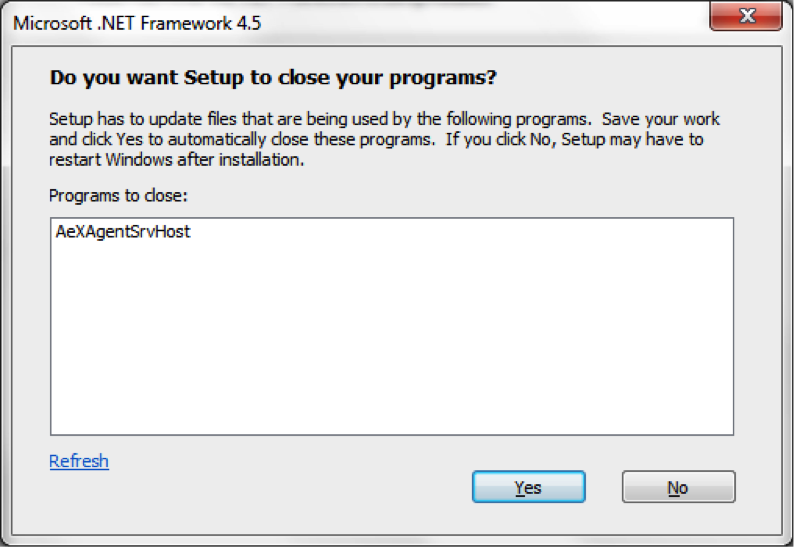 Microsoft .NET Framework 4.5
Do you want Setup to close your programs?
Setup has to update files that are being used by the following programs.  Save your work
and click Yes to automatically close these programs.  If you click No, Setup may have to
restart Windows after installation.
Programs to close:
AeXAgentSrvHost
Refresh
Yes
No